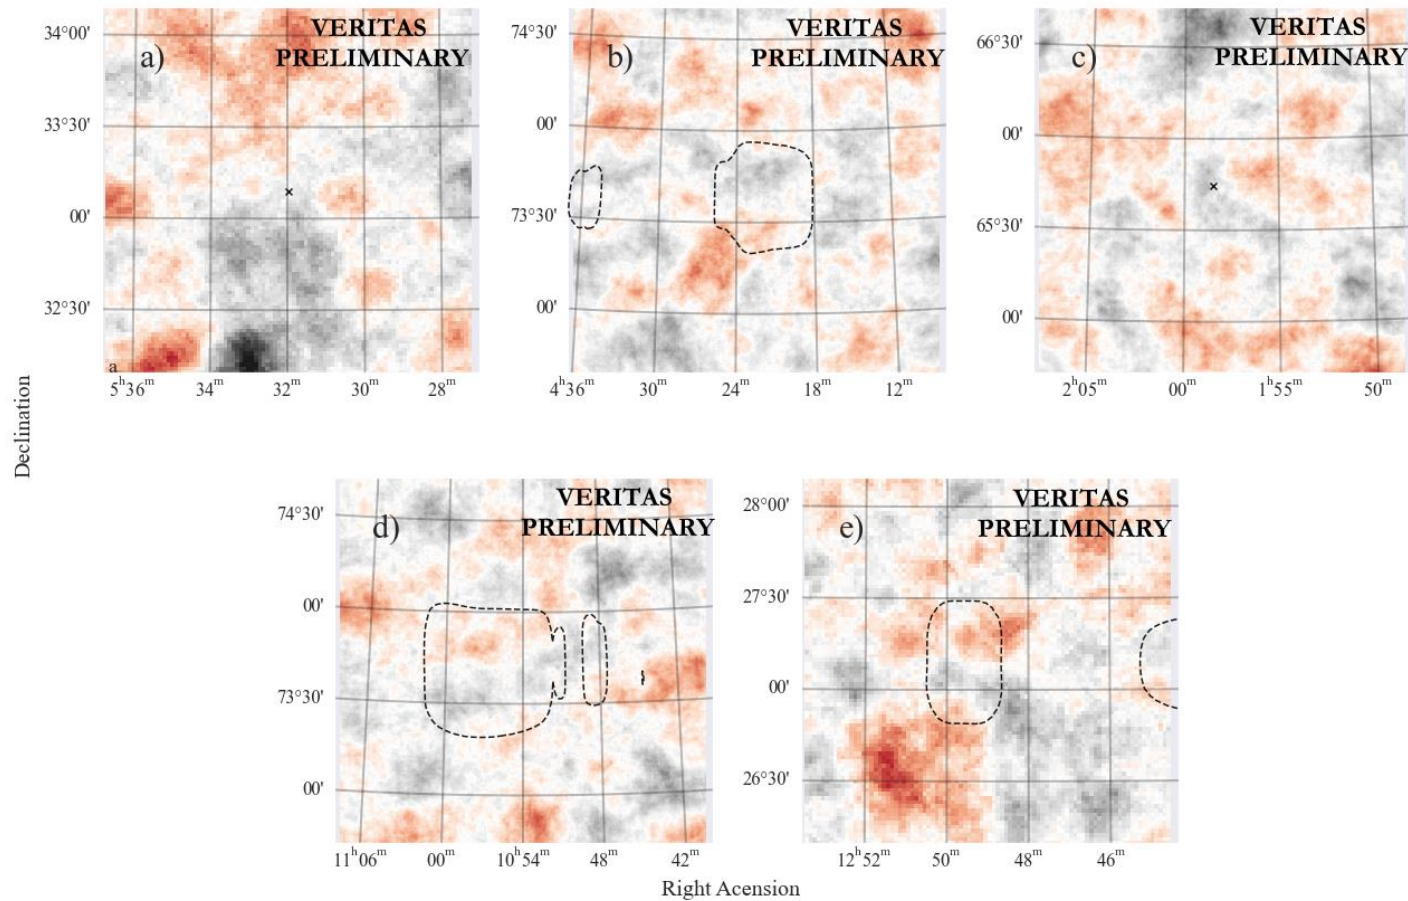 VERITAS
PRELIMINARY
a)
34°00'
33°30'
00'
32°30'
a
5ʰ36ᵐ 34ᵐ 32ᵐ 30ᵐ 28ᵐ
VERITAS
PRELIMINARY
b)
74°30'
00'
73°30'
00'
4ʰ36ᵐ 30ᵐ 24ᵐ 18ᵐ 12ᵐ
VERITAS
PRELIMINARY
c)
66°30'
00'
65°30'
00'
2ʰ05ᵐ 00ᵐ 1ʰ55ᵐ 50ᵐ
Declination
VERITAS
PRELIMINARY
d)
74°30'
00'
73°30'
00'
11ʰ06ᵐ 00ᵐ 10ʰ54ᵐ 48ᵐ 42ᵐ
VERITAS
PRELIMINARY
e)
28°00'
27°30'
00'
26°30'
12ʰ52ᵐ 50ᵐ 48ᵐ 46ᵐ
Right Acension